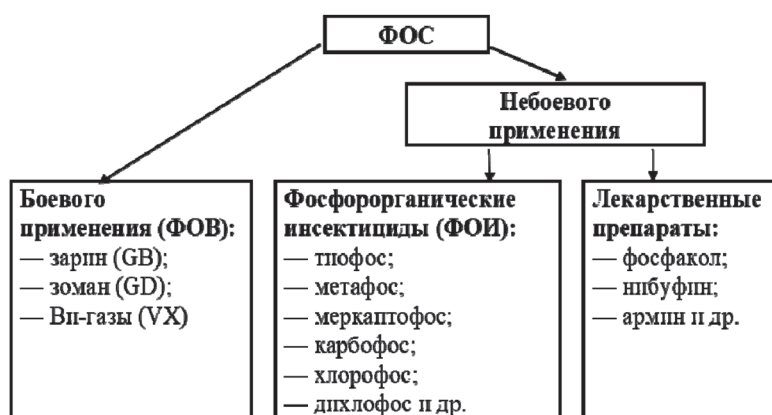 ФОС
Небоевого
применения
Боевого
применения (ФОВ):
— зарин (GB);
— зоман (GD);
— Ви-газы (VX)
Фосфорорганические
инсектициды (ФОИ):
— тиофос;
— метафос;
— меркаптофос;
— карбофос;
— хлорофос;
— дихлофос и др.
Лекарственные
препараты:
— фосфакол;
— нибуфин;
— армин и др.